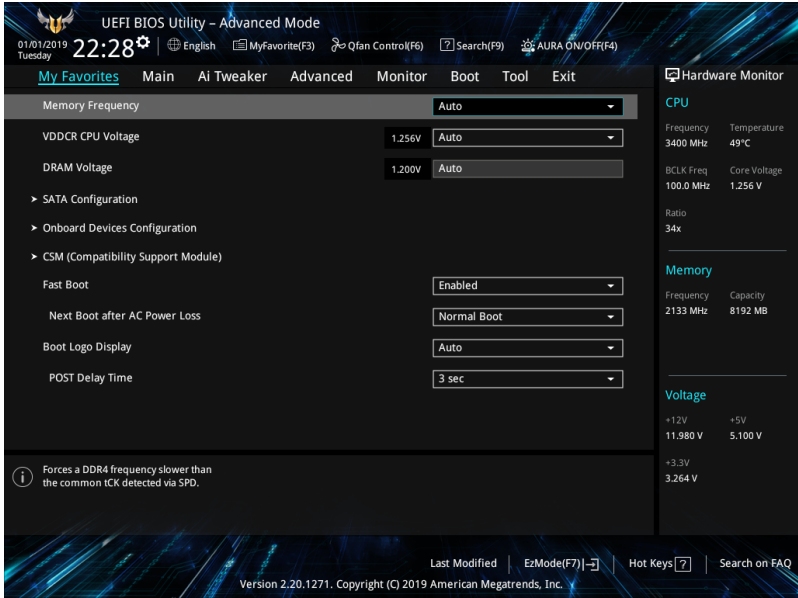 UEFI BIOS Utility – Advanced Mode
01/01/2019 22:28 English MyFavorite(F3) Qfan Control(F6) ? Search(F9) AURA ON/OFF(F4)
Tuesday
My Favorites Main Ai Tweaker Advanced Monitor Boot Tool Exit
Memory Frequency Auto
VDDCR CPU Voltage 1.256V Auto
DRAM Voltage 1.200V Auto
> SATA Configuration
> Onboard Devices Configuration
> CSM (Compatibility Support Module)
Fast Boot Enabled
Next Boot after AC Power Loss Normal Boot
Boot Logo Display Auto
POST Delay Time 3 sec
i Forces a DDR4 frequency slower than
the common tCK detected via SPD.
Hardware Monitor
CPU
Frequency Temperature
3400 MHz 49°C
BCLK Freq Core Voltage
100.0 MHz 1.256 V
Ratio
34x
Memory
Frequency Capacity
2133 MHz 8192 MB
Voltage
+12V +5V
11.980 V 5.100 V
+3.3V
3.264 V
Last Modified EzMode(F7) Hot Keys ? Search on FAQ
Version 2.20.1271. Copyright (C) 2019 American Megatrends, Inc.